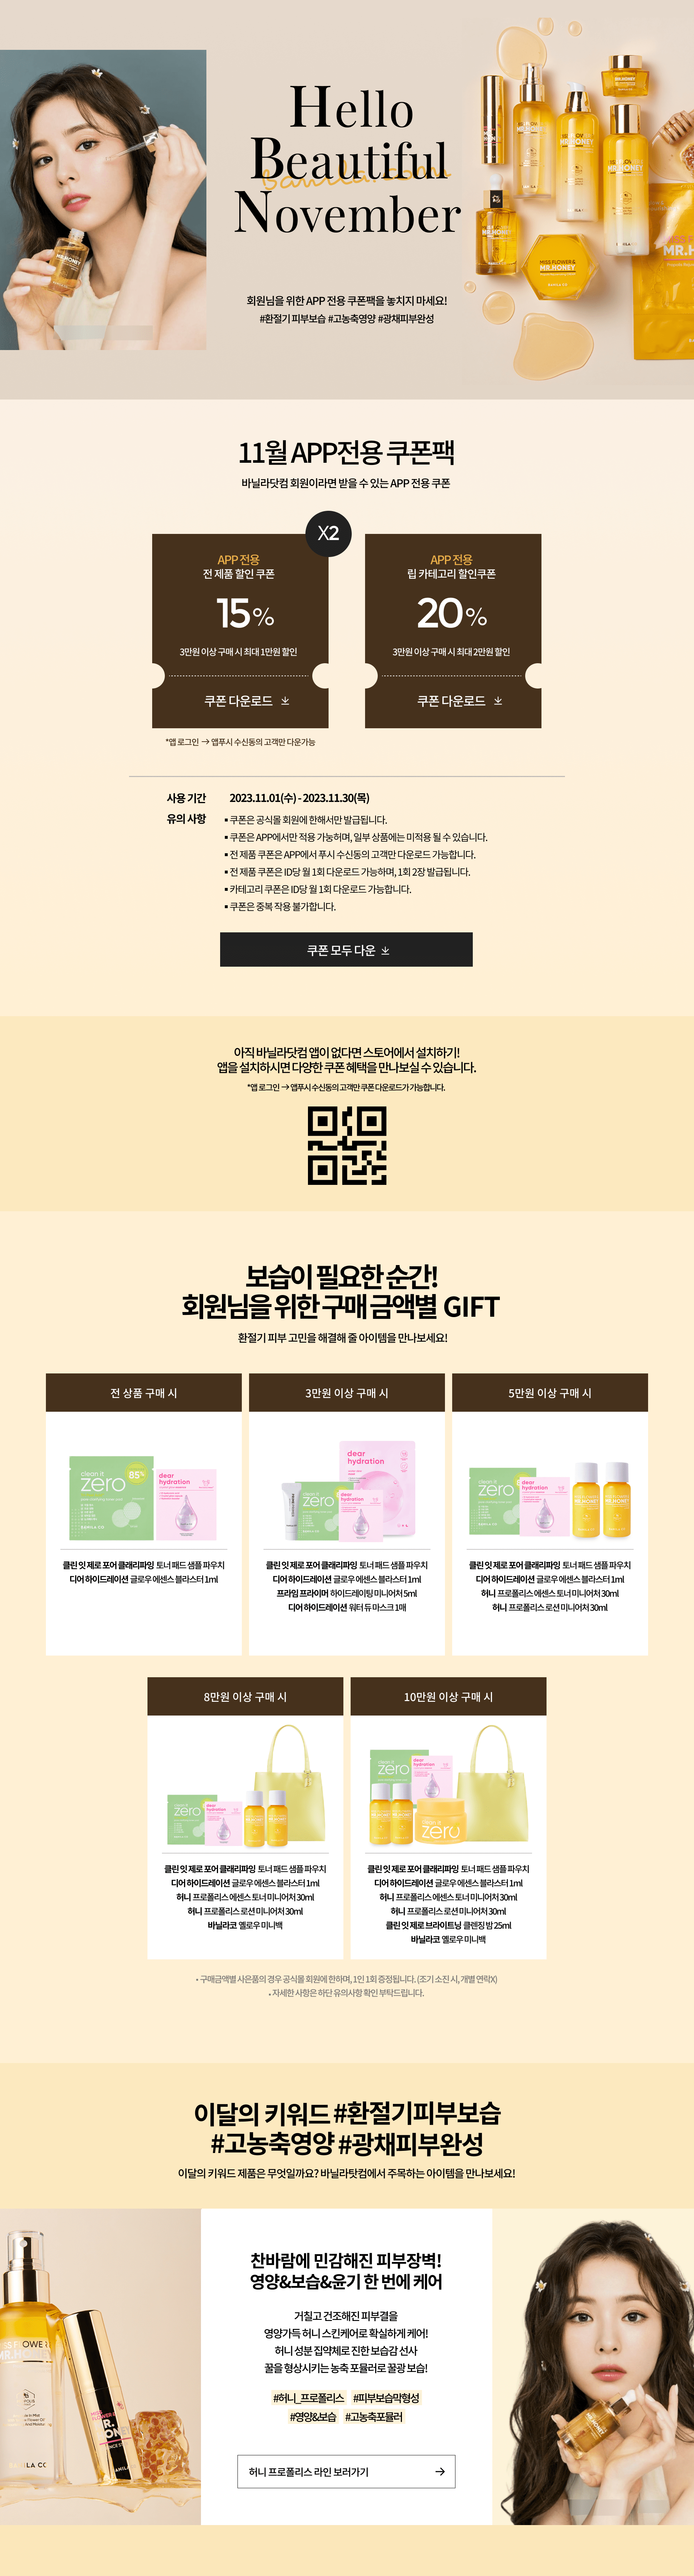 Hello
Beautiful
banila.com
November
회원님을 위한 APP 전용 쿠폰팩을 놓치지 마세요!
#환절기 피부보습 #고농축영양 #광채피부완성
MISS FLOWER &
MR.HONEY
BANILA CO
11월 APP전용 쿠폰팩
바닐라닷컴 회원이라면 받을 수 있는 APP 전용 쿠폰
X2
APP 전용
전 제품 할인 쿠폰
15%
3만원 이상 구매 시 최대 1만원 할인
쿠폰 다운로드
*앱 로그인 → 앱푸시 수신동의 고객만 다운가능
APP 전용
립 카테고리 할인쿠폰
20%
3만원 이상 구매 시 최대 2만원 할인
쿠폰 다운로드
사용 기간 2023.11.01(수) - 2023.11.30(목)
유의 사항
▪ 쿠폰은 공식몰 회원에 한해서만 발급됩니다.
▪ 쿠폰은 APP에서만 적용 가눙허며, 일부 상품에는 미적용 될 수 있습니다.
▪ 전 제품 쿠폰은 APP에서 푸시 수신동의 고객만 다운로드 가능합니다.
▪ 전 제품 쿠폰은 ID당 월 1회 다운로드 가능하며, 1회 2장 발급됩니다.
▪ 카테고리 쿠폰은 ID당 월 1회 다운로드 가능합니다.
▪ 쿠폰은 중복 작용 불가합니다.
쿠폰 모두 다운
아직 바닐라닷컴 앱이 없다면 스토어에서 설치하기!
앱을 설치하시면 다양한 쿠폰 혜택을 만나보실 수 있습니다.
*앱 로그인 → 앱푸시 수신동의 고객만 쿠폰 다운로드가 가능합니다.
보습이 필요한 순간!
회원님을 위한 구매 금액별 GIFT
환절기 피부 고민을 해결해 줄 아이템을 만나보세요!
전 상품 구매 시
clean it
zero
85%
dear
hydration
클린 잇 제로 포어 클래리파잉 토너 패드 샘플 파우치
디어 하이드레이션 글로우 에센스 블라스터 1ml
3만원 이상 구매 시
dear
hydration
clean it
zero
dear
hydration
클린 잇 제로 포어 클래리파잉 토너 패드 샘플 파우치
디어 하이드레이션 글로우 에센스 블라스터 1ml
프라임 프라이머 하이드레이팅 미니어처 5ml
디어 하이드레이션 워터 듀 마스크 1매
5만원 이상 구매 시
clean it
zero
dear
hydration
MR.HONEY
클린 잇 제로 포어 클래리파잉 토너 패드 샘플 파우치
디어 하이드레이션 글로우 에센스 블라스터 1ml
허니 프로폴리스 에센스 토너 미니어처 30ml
허니 프로폴리스 로션 미니어처 30ml
8만원 이상 구매 시
clean it
zero
dear
hydration
클린 잇 제로 포어 클래리파잉 토너 패드 샘플 파우치
디어 하이드레이션 글로우 에센스 블라스터 1ml
허니 프로폴리스 에센스 토너 미니어처 30ml
허니 프로폴리스 로션 미니어처 30ml
바닐라코 옐로우 미니백
10만원 이상 구매 시
clean it
zero
dear
hydration
clean it
zero
클린 잇 제로 포어 클래리파잉 토너 패드 샘플 파우치
디어 하이드레이션 글로우 에센스 블라스터 1ml
허니 프로폴리스 에센스 토너 미니어처 30ml
허니 프로폴리스 로션 미니어처 30ml
클린 잇 제로 브라이트닝 클렌징 밤 25ml
바닐라코 옐로우 미니백
• 구매금액별 사은품의 경우 공식몰 회원에 한하며, 1인 1회 증정됩니다. (조기 소진 시, 개별 연락X)
• 자세한 사항은 하단 유의사항 확인 부탁드립니다.
이달의 키워드 #환절기피부보습
#고농축영양 #광채피부완성
이달의 키워드 제품은 무엇일까요? 바닐라탓컴에서 주목하는 아이템을 만나보세요!
찬바람에 민감해진 피부장벽!
영양&보습&윤기 한 번에 케어
거칠고 건조해진 피부결을
영양가득 허니 스킨케어로 확실하게 케어!
허니 성분 집약체로 진한 보습감 선사
꿀을 형상시키는 농축 포뮬러로 꿀광 보습!
#허니_프로폴리스 #피부보습막형성
#영양&보습 #고농축포뮬러
허니 프로폴리스 라인 보러가기 →